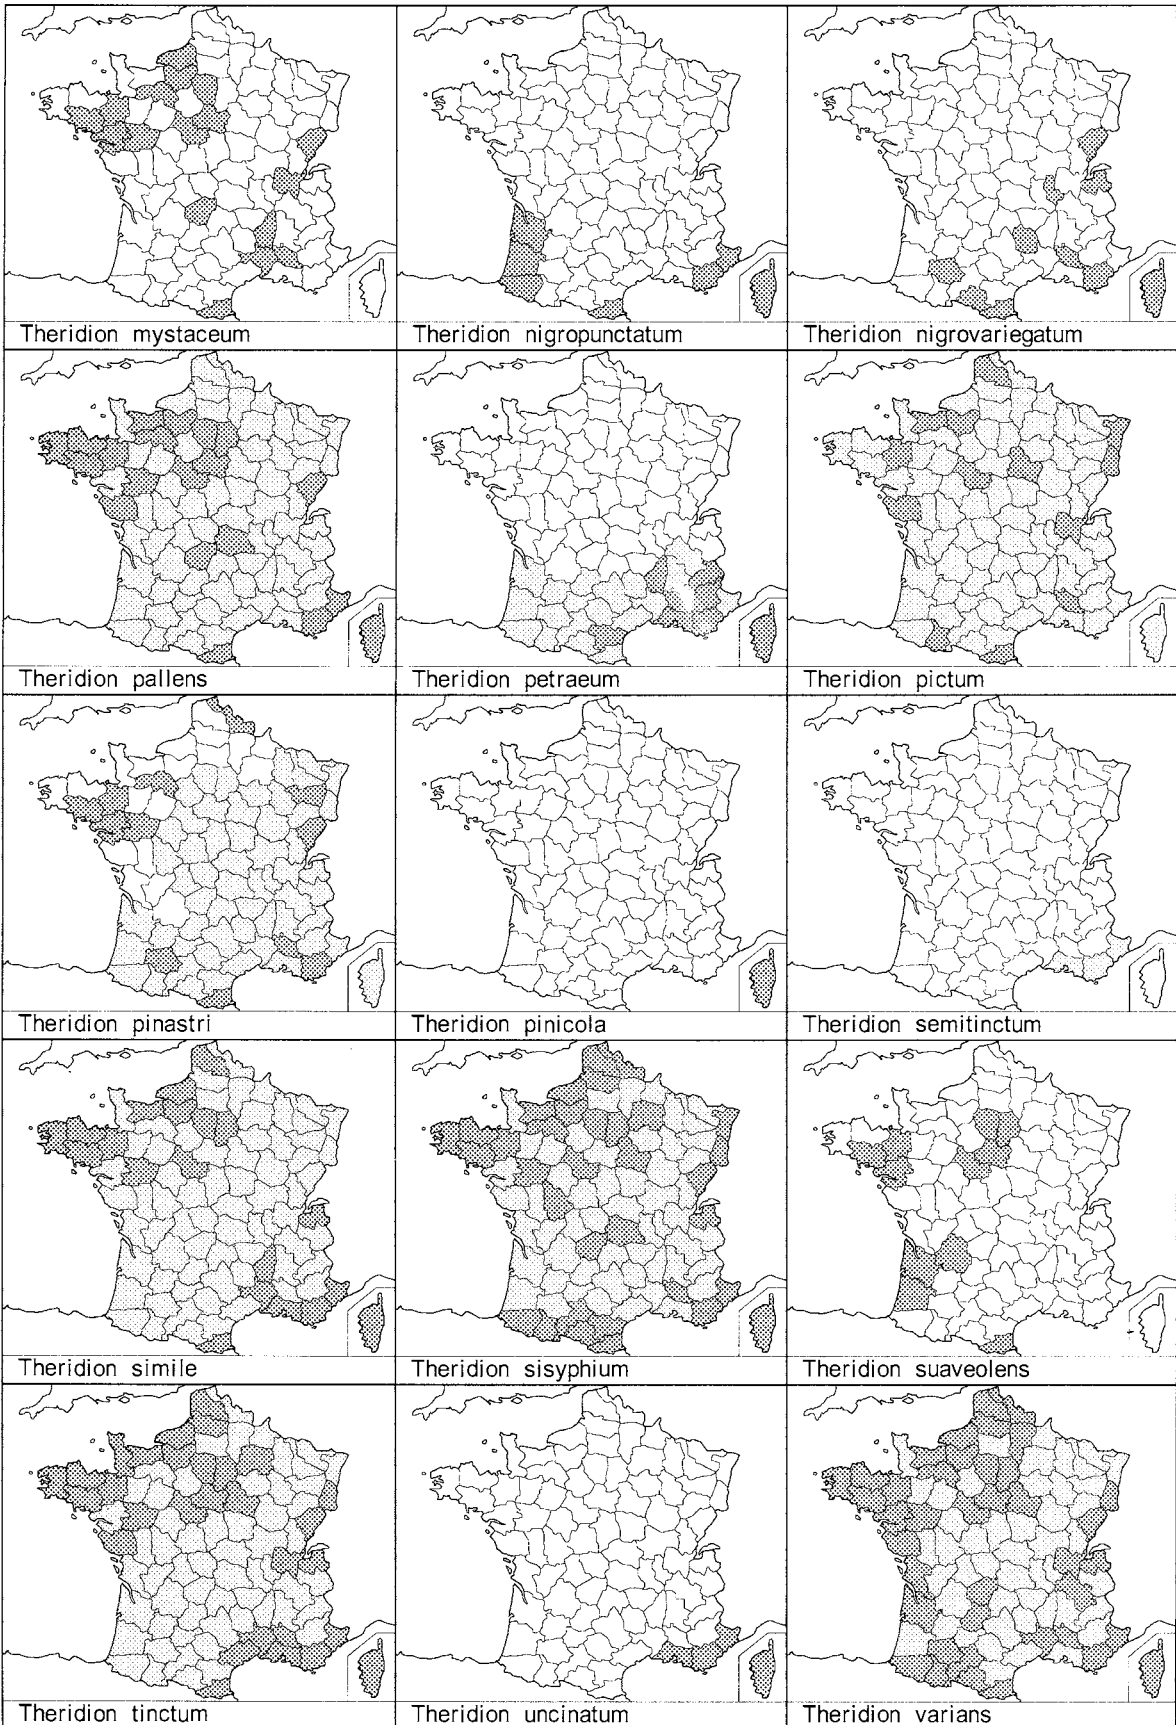 Theridion mystaceum
Theridion nigropunctatum
Theridion nigrovariegatum
Theridion pallens
Theridion petraeum
Theridion pictum
Theridion pinastri
Theridion pinicola
Theridion semitinctum
Theridion simile
Theridion sisyphium
Theridion suaveolens
Theridion tinctum
Theridion uncinatum
Theridion varians